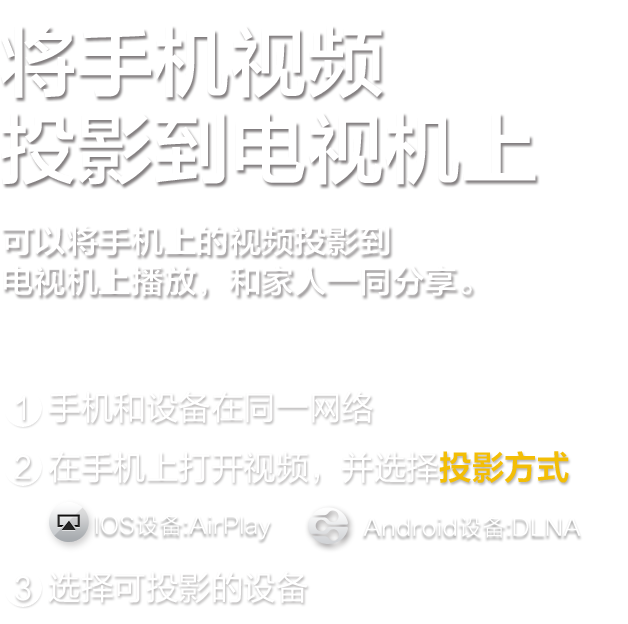 将手机视频
投影到电视机上
可以将手机上的视频投影到
电视机上播放，和家人一同分享。
1 手机和设备在同一网络
2 在手机上打开视频，并选择投影方式
IOS设备:AirPlay Android设备:DLNA
3 选择可投影的设备